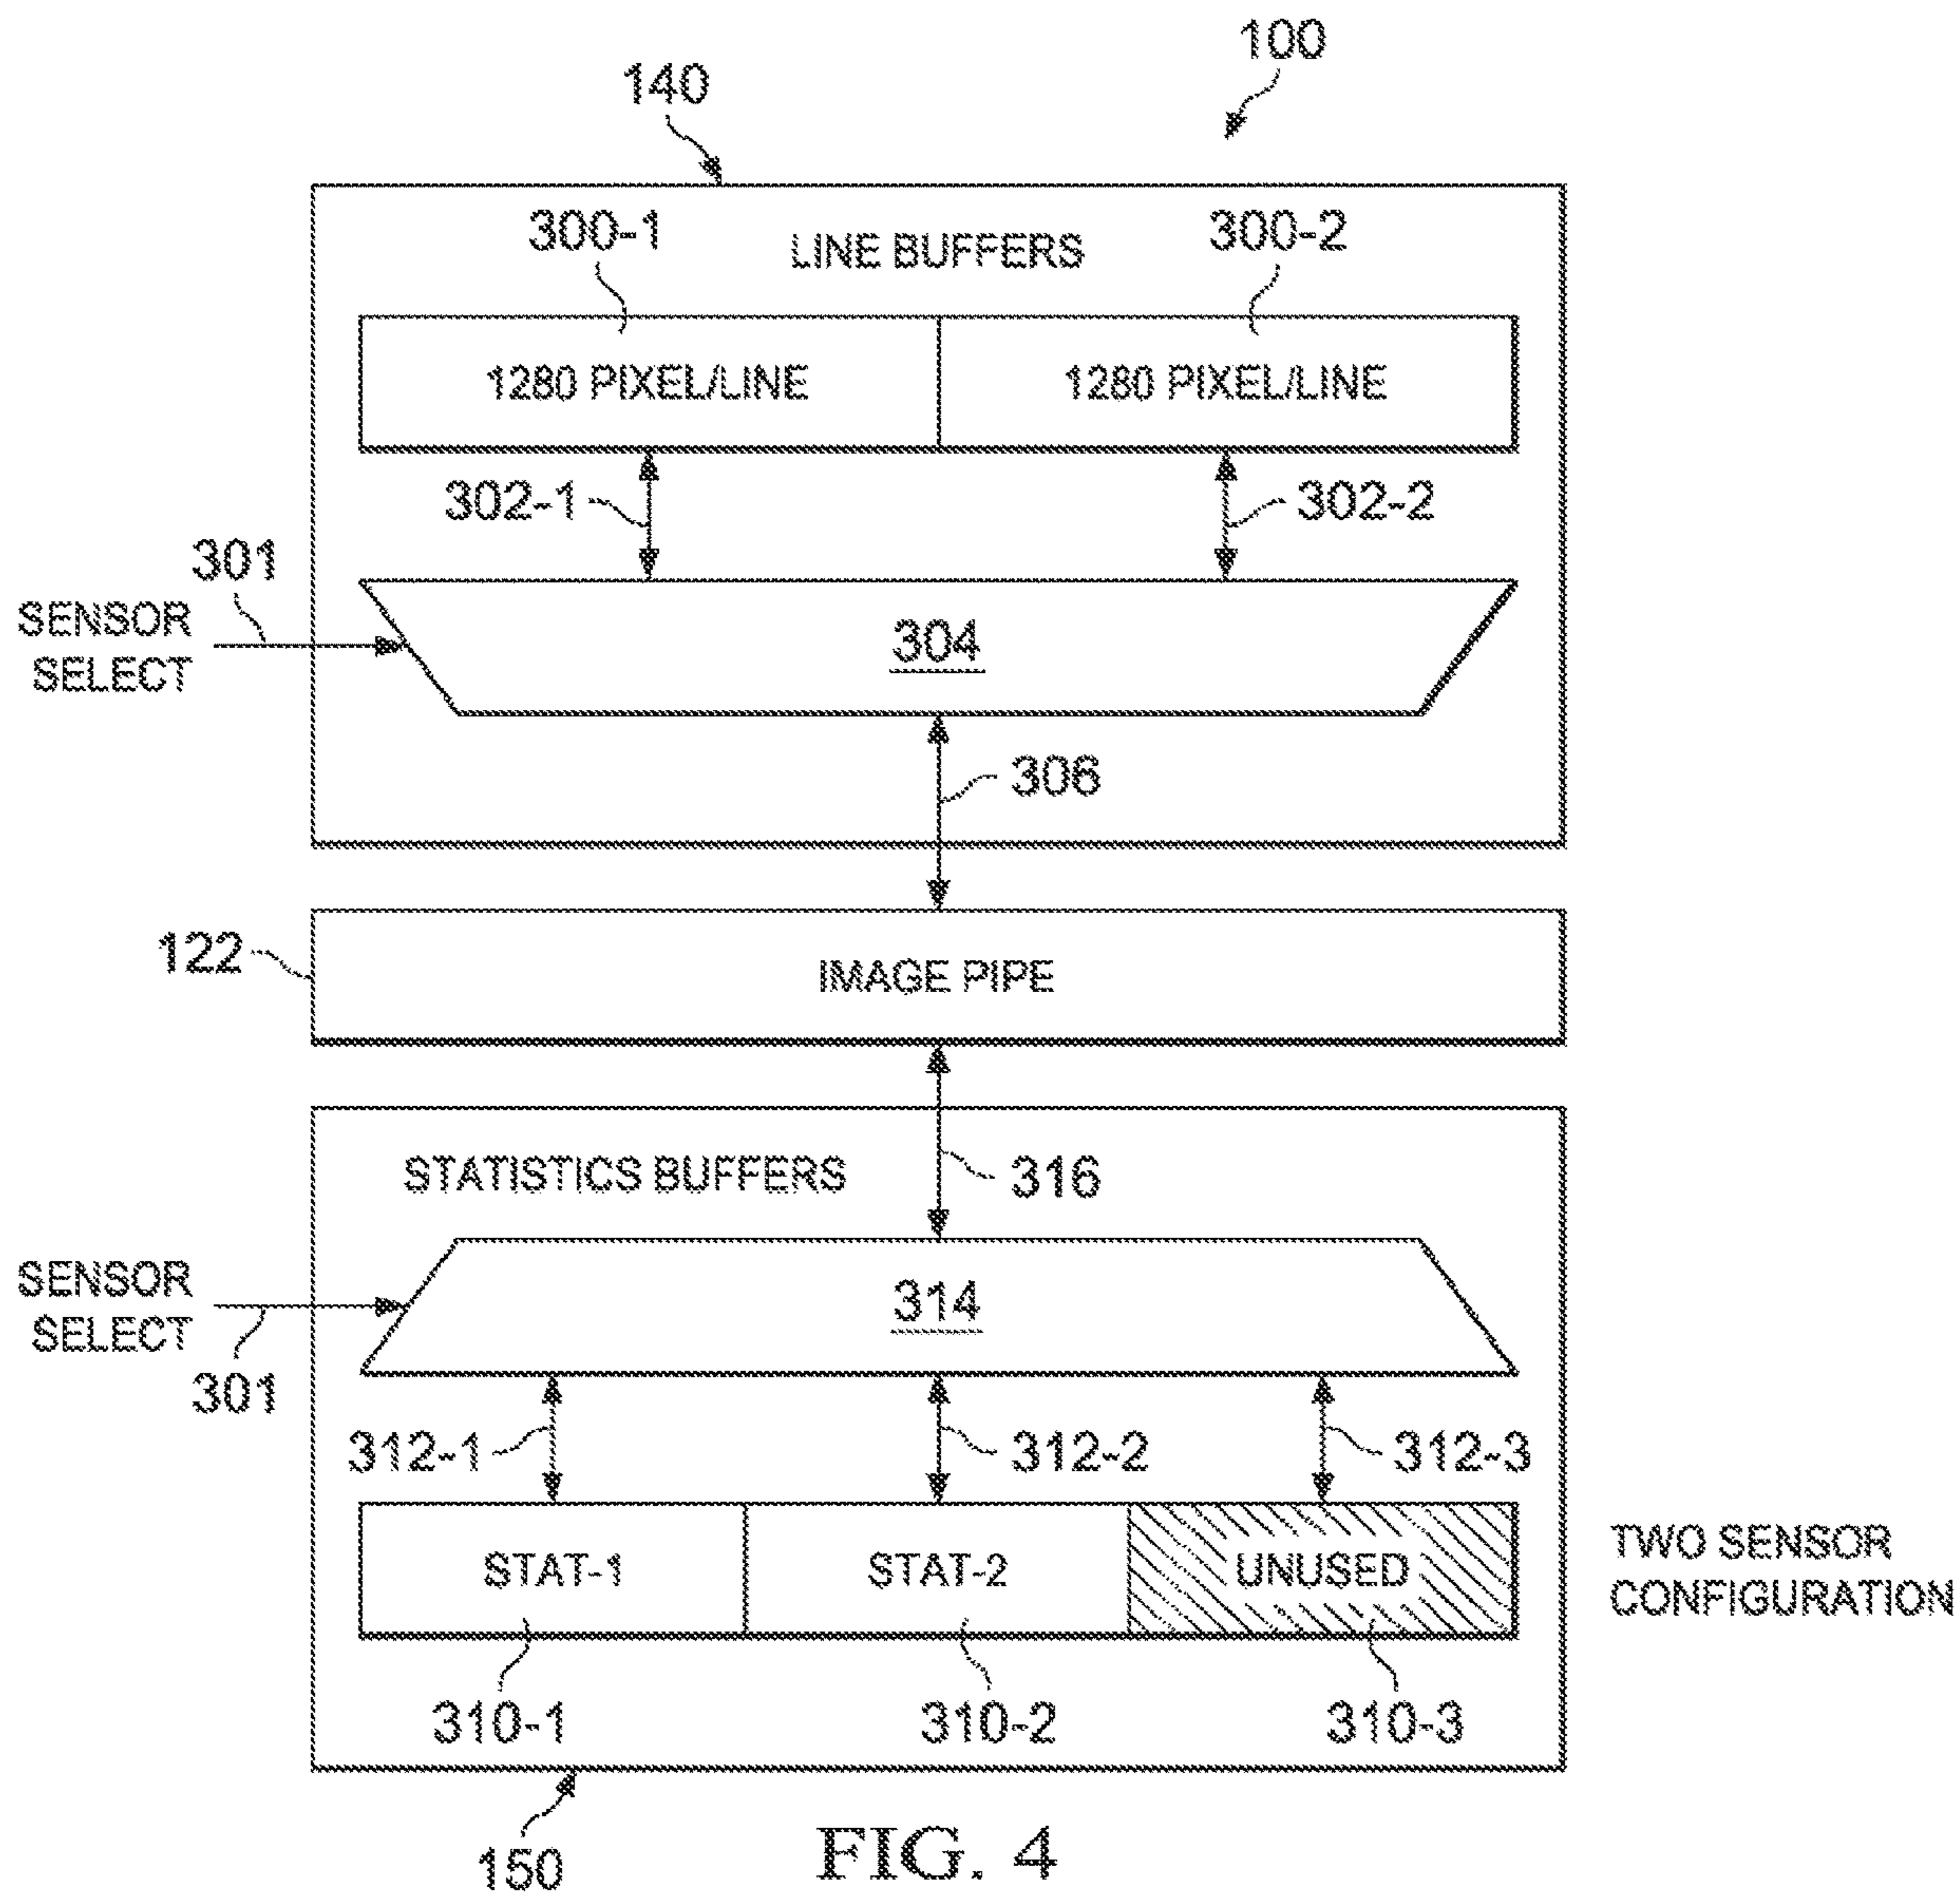 100
140
300-1
LINE BUFFERS
300-2
1280 PIXEL/LINE
1280 PIXEL/LINE
302-1
302-2
301
SENSOR
SELECT
304
306
122
IMAGE PIPE
STATISTICS BUFFERS
316
SENSOR
SELECT
301
314
312-1
312-2
312-3
STAT-1
STAT-2
UNUSED
TWO SENSOR
CONFIGURATION
310-1
310-2
310-3
150
FIG. 4